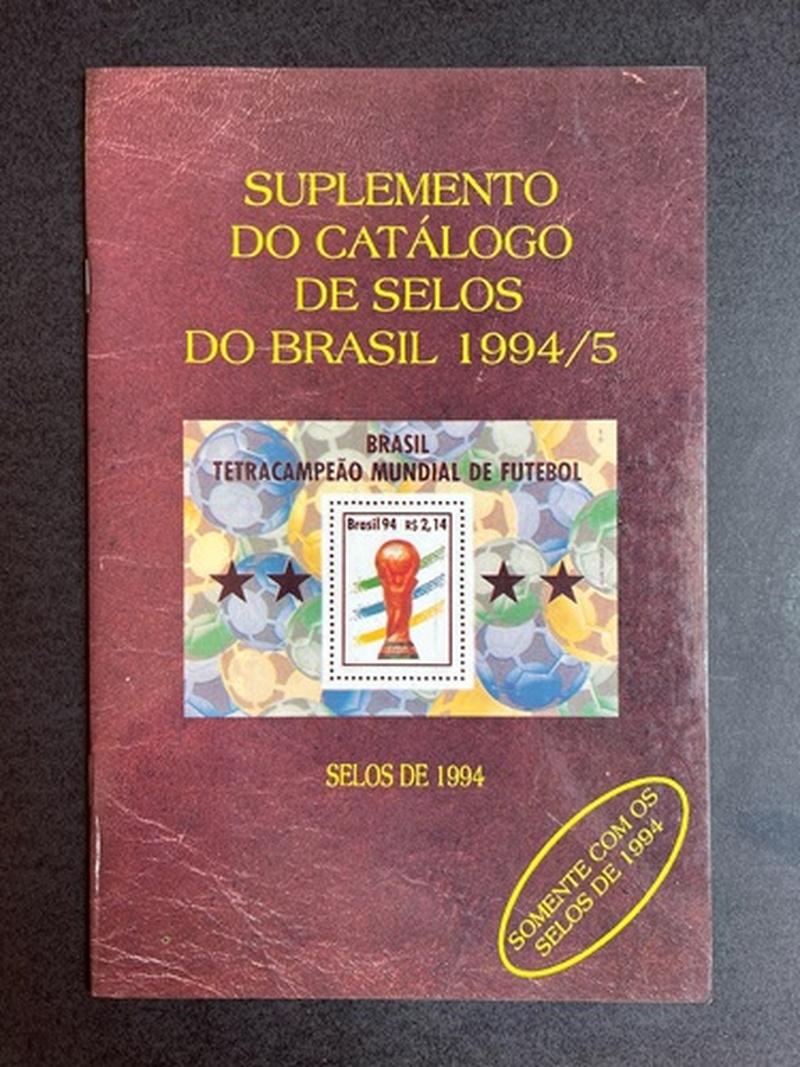 SUPLEMENTO
DO CATÁLOGO
DE SELOS
DO BRASIL 1994/5
BRASIL
TETRACAMPEÃO MUNDIAL DE FUTEBOL
Brasil 94 R$ 2,14
SELOS DE 1994
SOMENTE COM OS
SELOS DE 1994